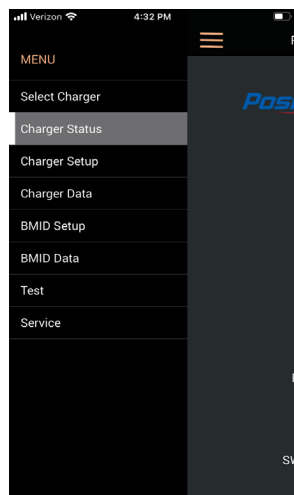 Verizon 4:32 PM
MENU
Select Charger
Charger Status
Charger Setup
Charger Data
BMID Setup
BMID Data
Test
Service